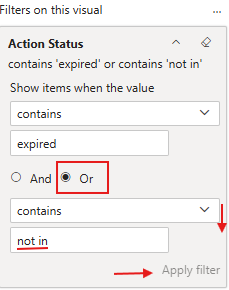 Filters on this visual ...
Action Status
contains 'expired' or contains 'not in'
Show items when the value
contains
expired
And Or
contains
not in
Apply filter